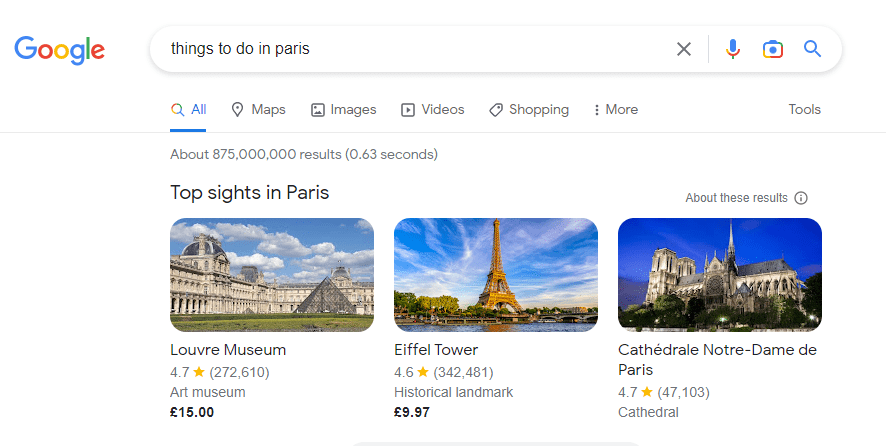 Google
things to do in paris
All Maps Images Videos Shopping More Tools
About 875,000,000 results (0.63 seconds)
Top sights in Paris
About these results
Louvre Museum
4.7 ★ (272,610)
Art museum
£15.00
Eiffel Tower
4.6 ★ (342,481)
Historical landmark
£9.97
Cathédrale Notre-Dame de
Paris
4.7 ★ (47,103)
Cathedral